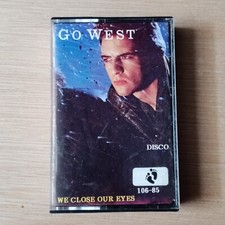 GO WEST
DISCO
106-85
WE CLOSE OUR EYES